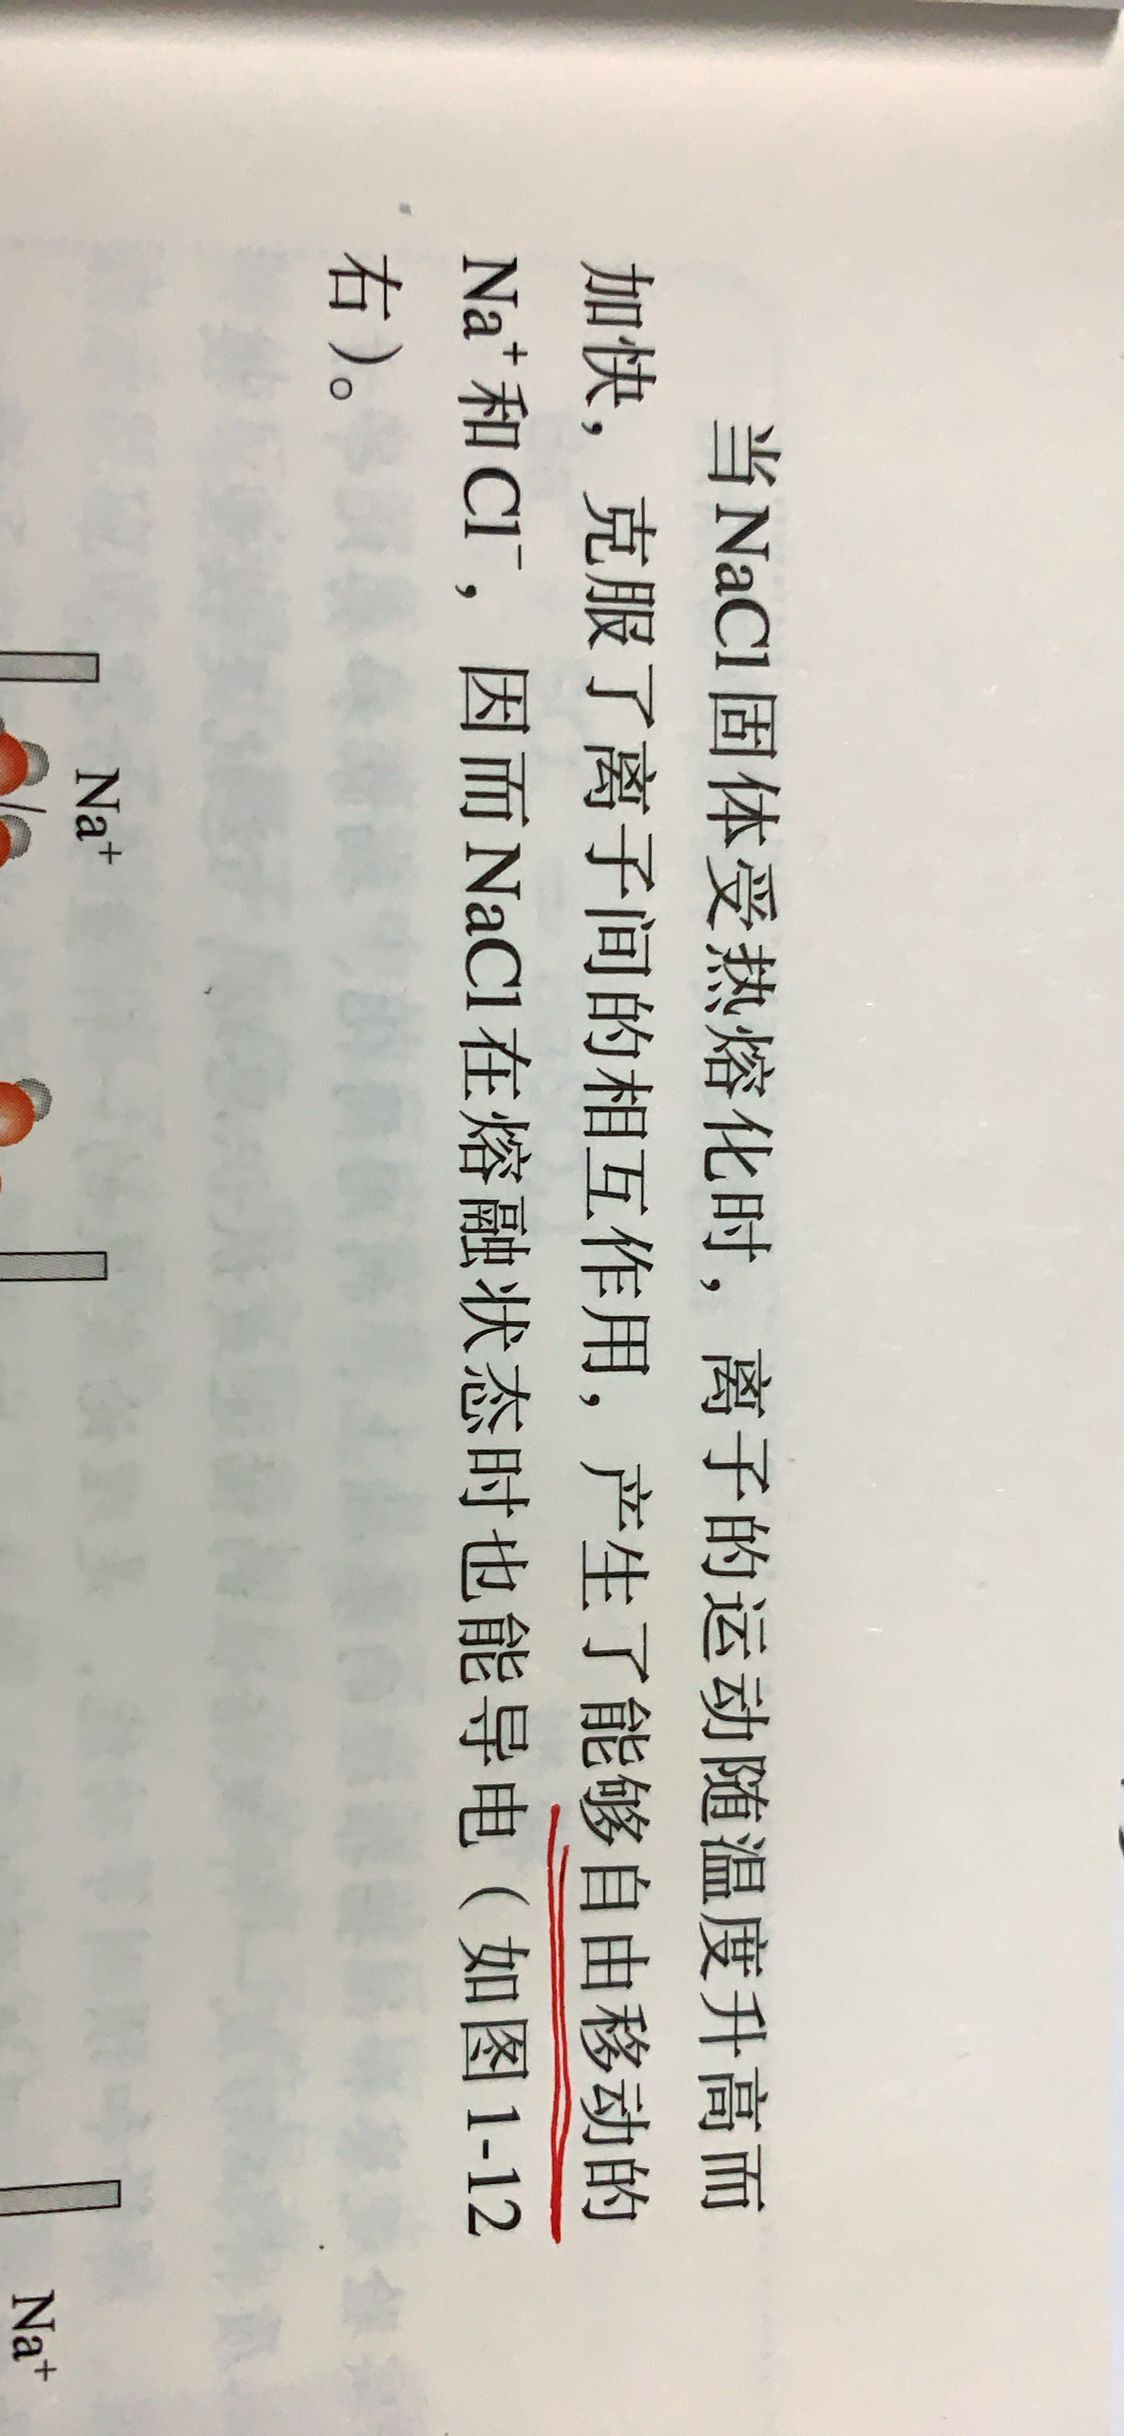 当NaCl固体受热熔化时，离子的运动随温度升高而
加快，克服了离子间的相互作用，产生了能够自由移动的
Na⁺和Cl⁻，因而NaCl在熔融状态时也能导电（如图1-12
右）。
Na⁺
Na⁺